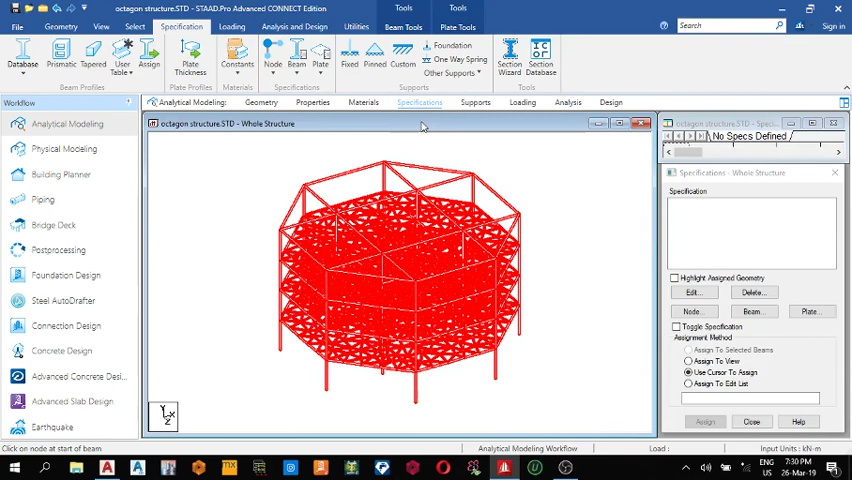 octagon structure.STD - STAAD.Pro Advanced CONNECT Edition
Tools
Tools
File
Geometry
View
Select
Specification
Loading
Analysis and Design
Utilities
Beam Tools
Plate Tools
Search
Sign in
Database
Prismatic
Tapered
User
Table
Assign
Plate
Thickness
Constants
Node
Beam
Plate
Fixed
Pinned
Custom
Foundation
One Way Spring
Other Supports
Section
Wizard
Section
Database
Beam Profiles
Plate Profiles
Materials
Specifications
Supports
Tools
Workflow
Analytical Modeling:
Geometry
Properties
Materials
Specifications
Supports
Loading
Analysis
Design
Analytical Modeling
Physical Modeling
Building Planner
Piping
Bridge Deck
Postprocessing
Foundation Design
Steel AutoDrafter
Connection Design
Concrete Design
Advanced Concrete Desi...
Advanced Slab Design
Earthquake
octagon structure.STD - Whole Structure
Y
X
Z
octagon structure.STD - Speci...
No Specs Defined
Specifications - Whole Structure
Specification
Highlight Assigned Geometry
Edit...
Delete...
Node...
Beam...
Plate...
Toggle Specification
Assignment Method
Assign To Selected Beams
Assign To View
Use Cursor To Assign
Assign To Edit List
Assign
Close
Help
Click on node at start of beam
Analytical Modeling Workflow
Load :
Input Units : kN-m
ENG
US
7:30 PM
26-Mar-19